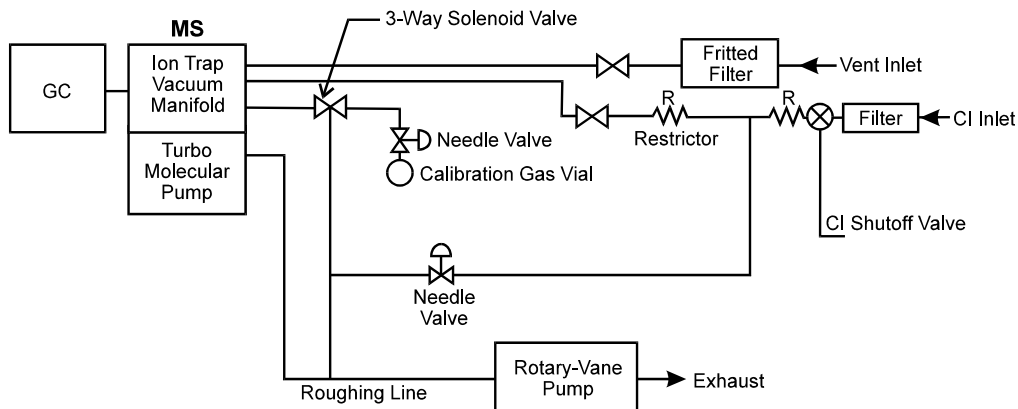 3-Way Solenoid Valve
MS
GC
Ion Trap
Vacuum
Manifold
Turbo
Molecular
Pump
Fritted
Filter
Vent Inlet
R
R
Restrictor
Filter
CI Inlet
Needle Valve
Calibration Gas Vial
CI Shutoff Valve
Needle
Valve
Roughing Line
Rotary-Vane
Pump
Exhaust